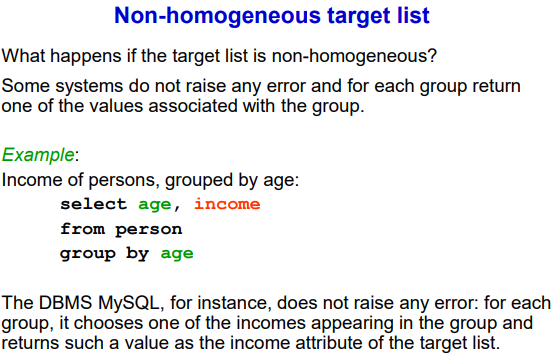 Non-homogeneous target list
What happens if the target list is non-homogeneous?
Some systems do not raise any error and for each group return
one of the values associated with the group.
Example:
Income of persons, grouped by age:
select age, income
from person
group by age
The DBMS MySQL, for instance, does not raise any error: for each
group, it chooses one of the incomes appearing in the group and
returns such a value as the income attribute of the target list.